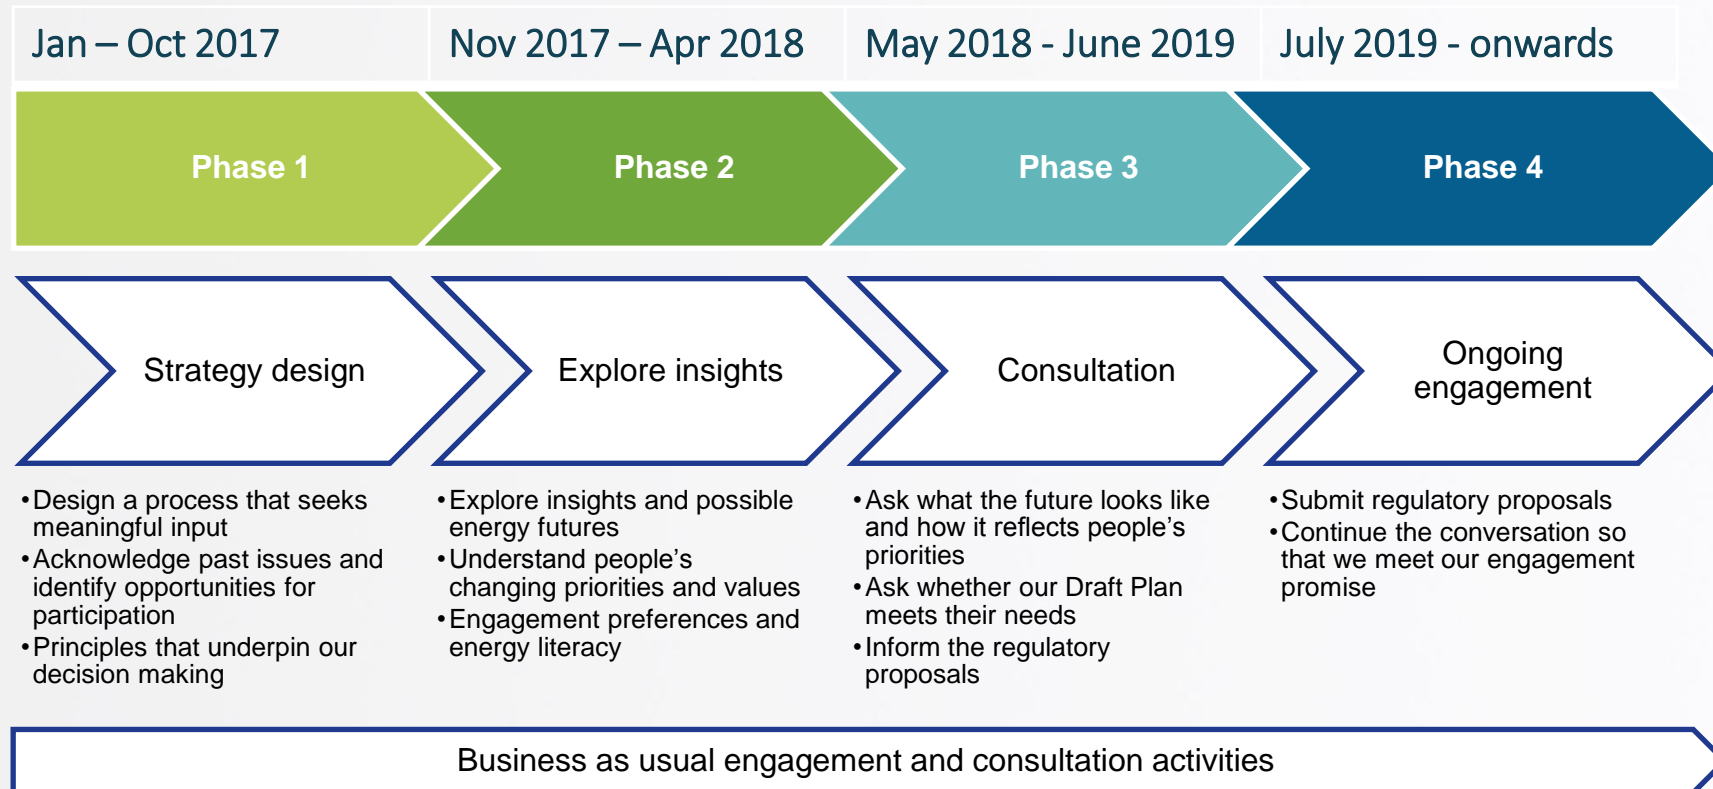 Jan – Oct 2017
Nov 2017 – Apr 2018
May 2018 - June 2019
July 2019 - onwards
Phase 1
Phase 2
Phase 3
Phase 4
Strategy design
Explore insights
Consultation
Ongoing
engagement
•Design a process that seeks
meaningful input
•Acknowledge past issues and
identify opportunities for
participation
•Principles that underpin our
decision making
•Explore insights and possible
energy futures
•Understand people’s
changing priorities and values
•Engagement preferences and
energy literacy
•Ask what the future looks like
and how it reflects people’s
priorities
•Ask whether our Draft Plan
meets their needs
•Inform the regulatory
proposals
•Submit regulatory proposals
•Continue the conversation so
that we meet our engagement
promise
Business as usual engagement and consultation activities